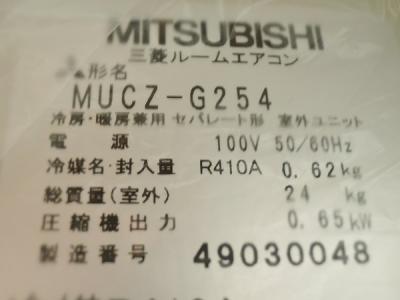 MITSUBISHI
三菱ルームエアコン
形名
MUCZ-G254
冷房・暖房兼用 セパレート形 室外ユニット
電源 100V 50/60Hz
冷媒名・封入量 R410A 0.62kg
総質量(室外) 24 kg
圧縮機出力 0.65kW
製造番号 49030048